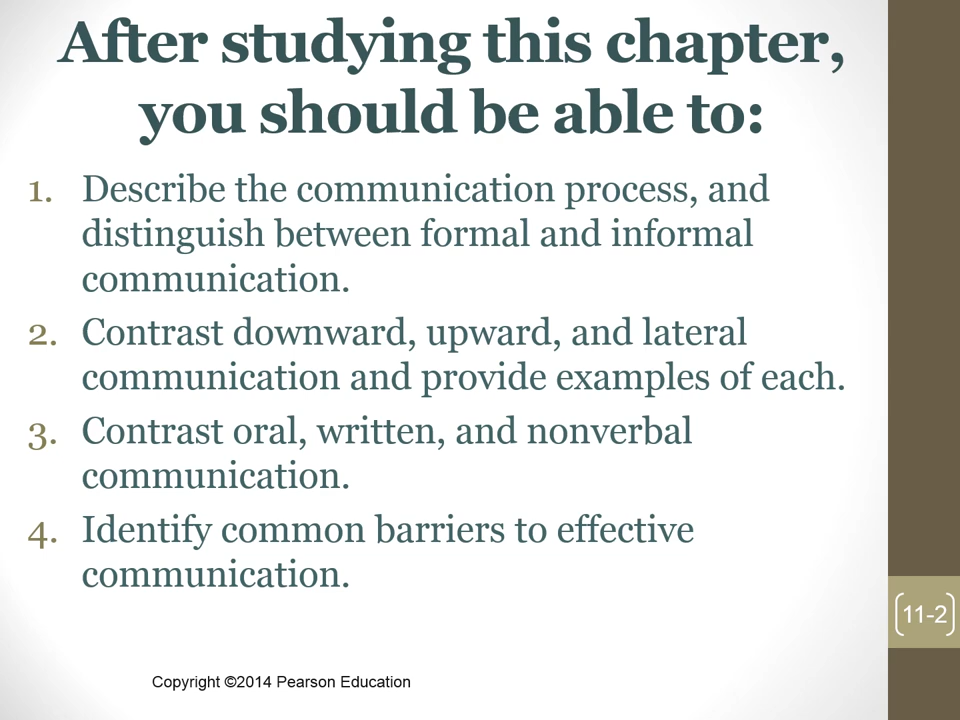 After studying this chapter,
you should be able to:
1. Describe the communication process, and
distinguish between formal and informal
communication.
2. Contrast downward, upward, and lateral
communication and provide examples of each.
3. Contrast oral, written, and nonverbal
communication.
4. Identify common barriers to effective
communication.
11-2
Copyright ©2014 Pearson Education